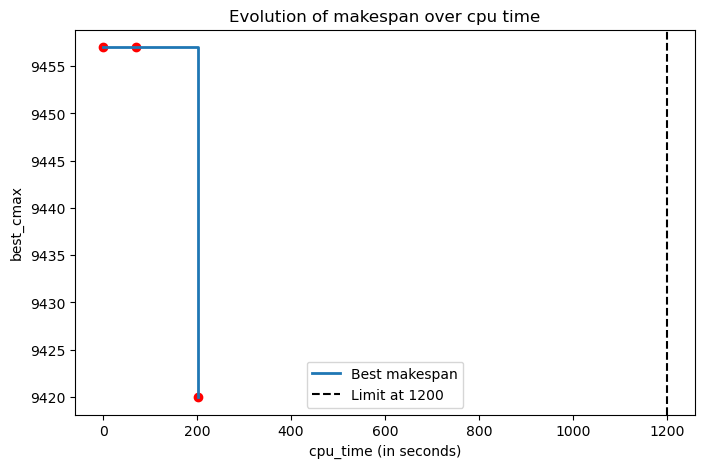 Evolution of makespan over cpu time
best_cmax
9455
9450
9445
9440
9435
9430
9425
9420
Best makespan
Limit at 1200
0 200 400 600 800 1000 1200
cpu_time (in seconds)